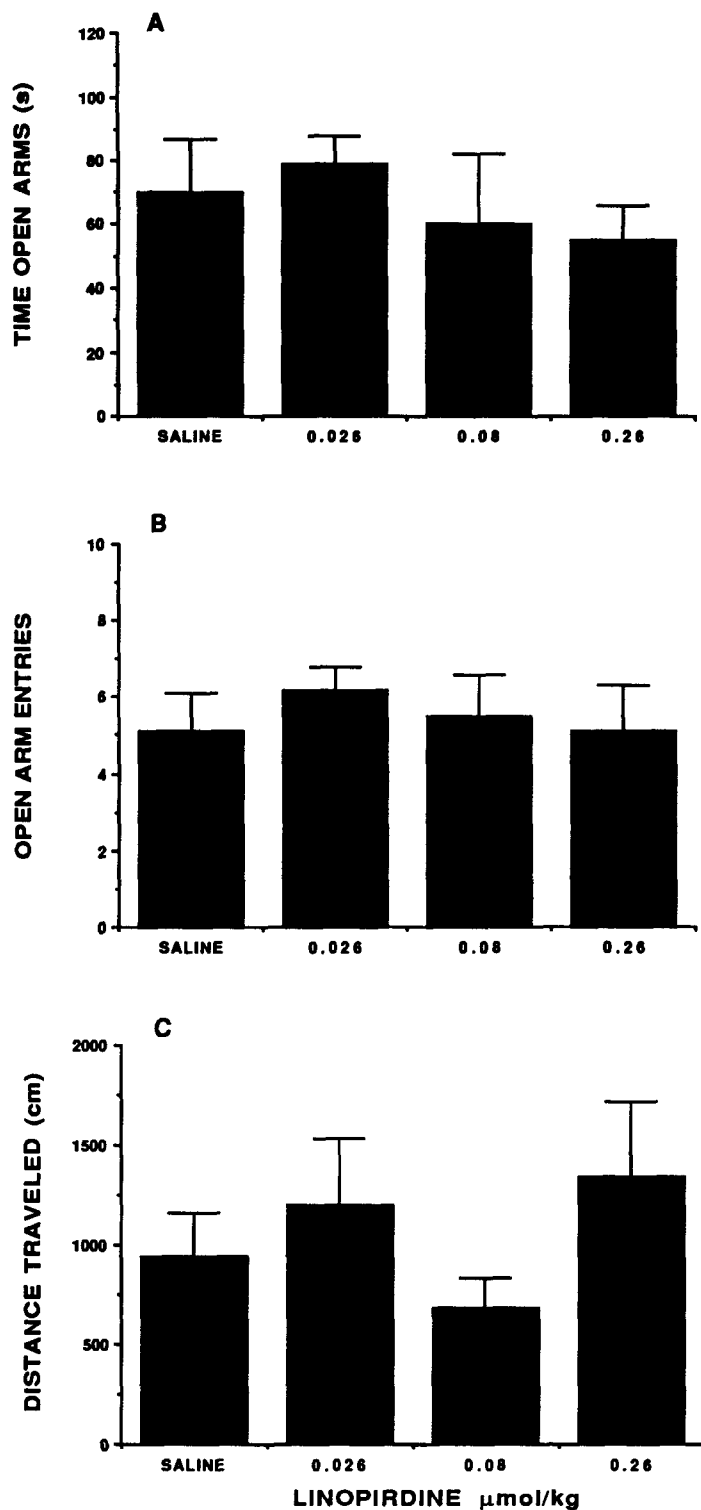 A
TIME OPEN ARMS (s)
120
100
80
60
40
20
0
SALINE 0.026 0.08 0.26
B
OPEN ARM ENTRIES
10
8
6
4
2
0
SALINE 0.026 0.08 0.26
C
DISTANCE TRAVELED (cm)
2000
1500
1000
500
0
SALINE 0.026 0.08 0.26
LINOPIRDINE µmol/kg